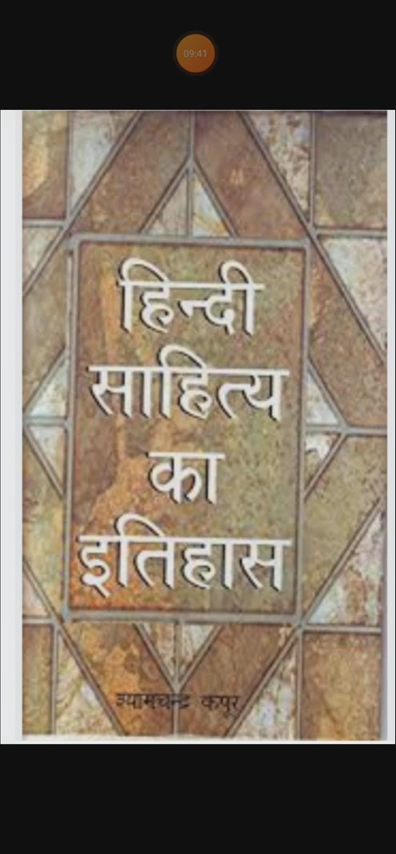 09:41
हिन्दी
साहित्य
का
इतिहास
श्यामचन्द्र कपूर